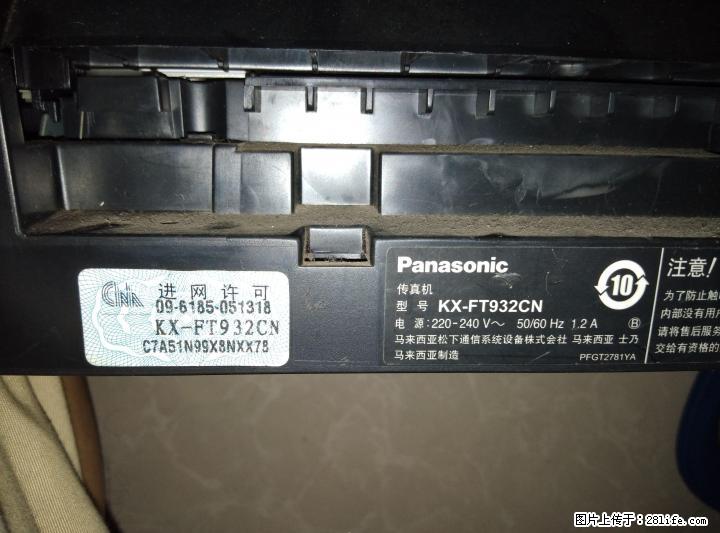 CNA 进网许可
09-6185-051318
KX-FT932CN
C7A51N99X8NXX78
Panasonic
传真机
型 号 KX-FT932CN
电 源:220-240 V～ 50/60 Hz 1.2 A Ⓑ
马来西亚松下通信系统设备株式会社 马来西亚 士乃
马来西亚制造
PFGT2781YA
10
注意!
为了防止触
内部没有用
请将售后服
交给有资格的
图片上传于：28life.com